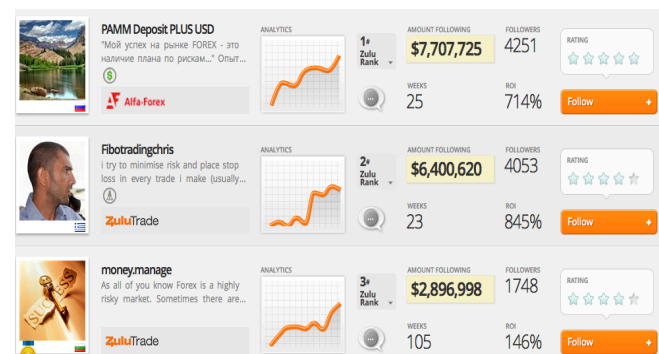 PAMM Deposit PLUS USD
"Мой успех на рынке FOREX - это
наличие плана по рискам..." Опыт...
Alfa-Forex
ANALYTICS
1#
Zulu
Rank
AMOUNT FOLLOWING
$7,707,725
FOLLOWERS
4251
WEEKS
25
ROI
714%
RATING
Follow +
Fibotradingchris
i try to minimise risk and place stop
loss in every trade i make (usually...
ZuluTrade
ANALYTICS
2#
Zulu
Rank
AMOUNT FOLLOWING
$6,400,620
FOLLOWERS
4053
WEEKS
23
ROI
845%
RATING
Follow +
money.manage
As all of you know Forex is a highly
risky market. Sometimes there are...
SUCCESS
ZuluTrade
ANALYTICS
3#
Zulu
Rank
AMOUNT FOLLOWING
$2,896,998
FOLLOWERS
1748
WEEKS
105
ROI
146%
RATING
Follow +